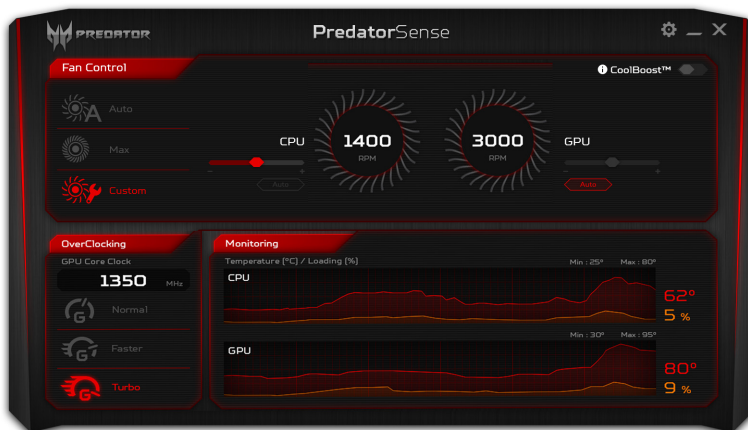 PREDATOR
PredatorSense
Fan Control
CoolBoost™
Auto
Max
Custom
CPU
1400
RPM
3000
RPM
GPU
- +
Auto
- +
Auto
OverClocking
GPU Core Clock
1350 MHz
Normal
Faster
Turbo
Monitoring
Temperature [°C] / Loading [%]
Min : 25° Max : 80°
CPU
62°
5 %
Min : 30° Max : 95°
GPU
80°
9 %